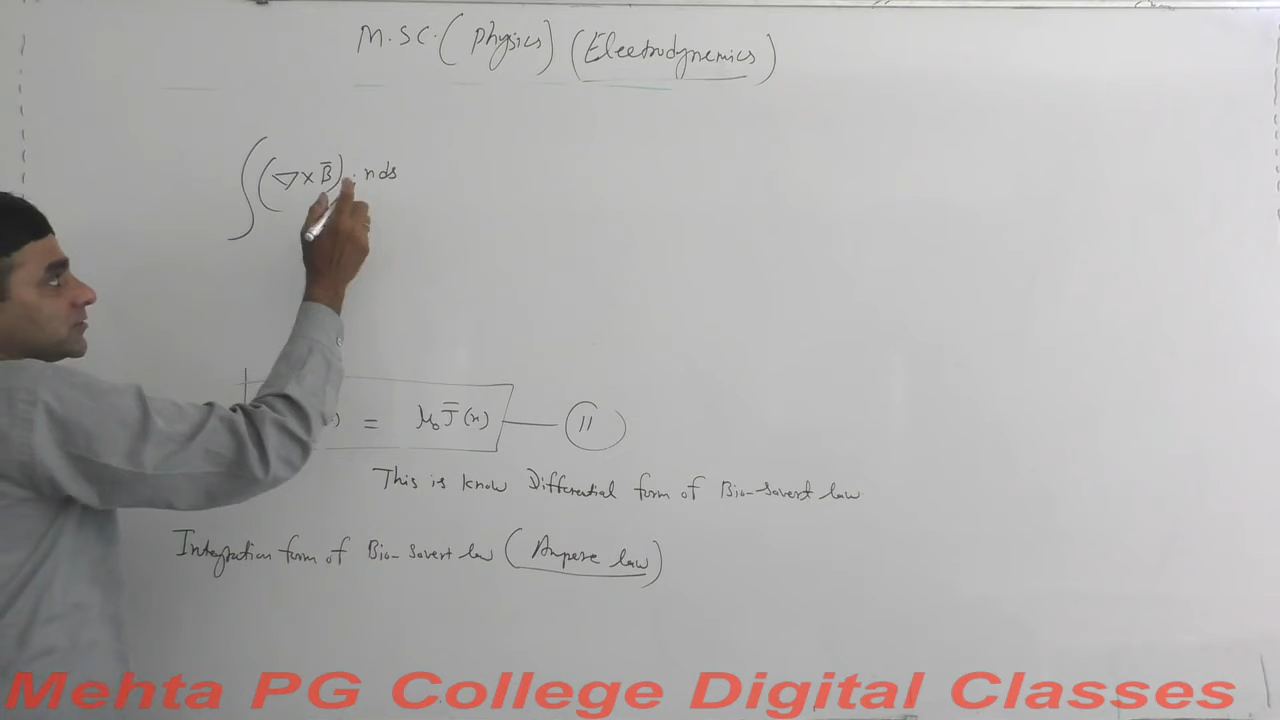 M.SC. (Physics) (Electrodynemics)
∫(∇×B̅).nds
= μ₀J̅(x) — 11
This is know Differential form of Bio-Savert law
Integration form of Bio-Savert law (Ampere law)
Mehta PG College Digital Classes